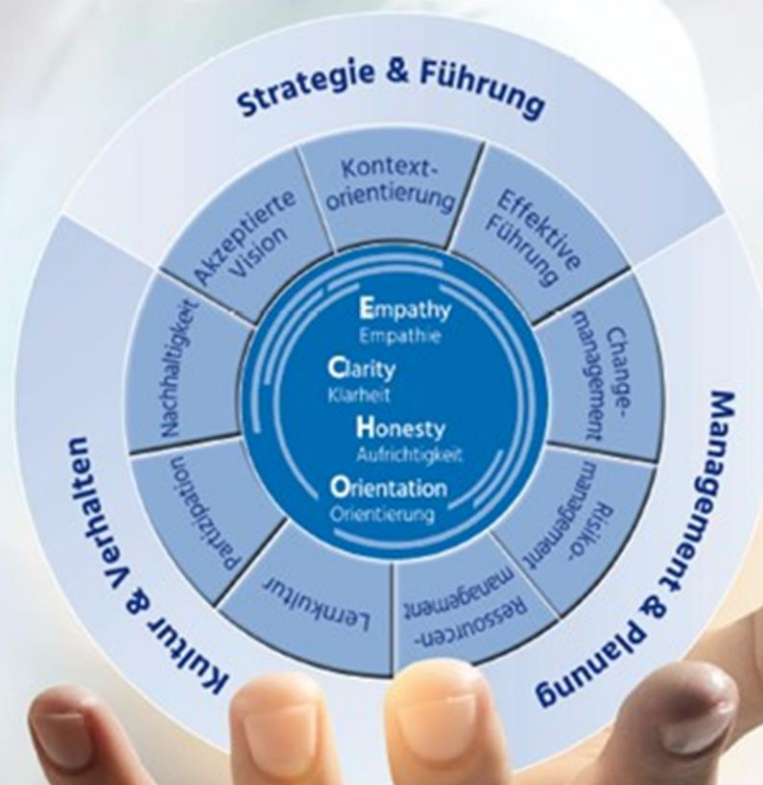 Strategie & Führung
Akzeptierte
Vision
Kontext-
orientierung
Effektive
Führung
Change-
management
Risiko-
management
Ressourcen-
management
Lernkultur
Partizipation
Nachhaltigkeit
Management & Planung
Kultur & Verhalten
Empathy
Empathie
Clarity
Klarheit
Honesty
Aufrichtigkeit
Orientation
Orientierung